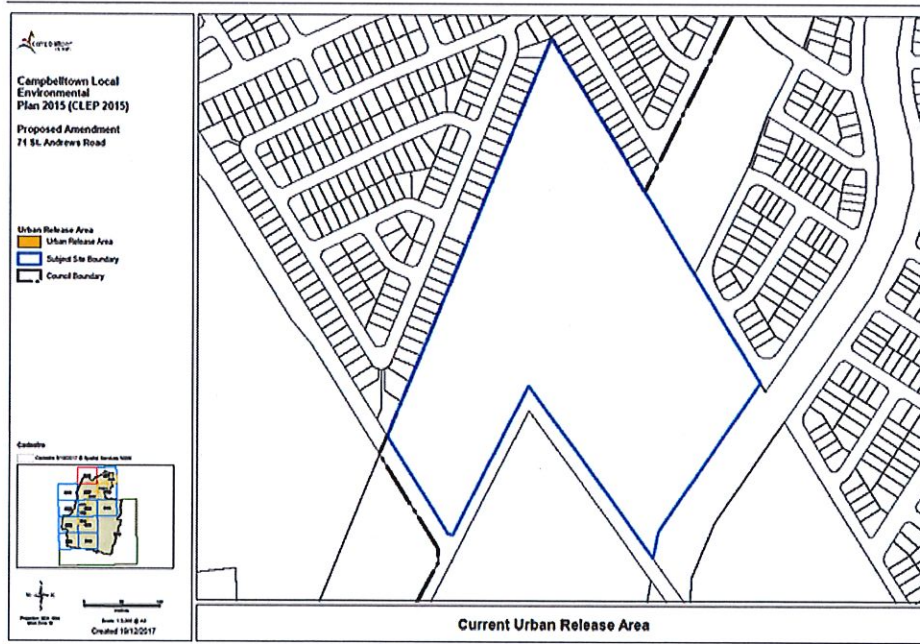 campbelltown
Campbelltown Local
Environmental
Plan 2015 (CLEP 2015)
Proposed Amendment
71 St. Andrews Road
Urban Release Area
Urban Release Area
Subject Site Boundary
Council Boundary
Cadastre
Created 19/12/2017
Current Urban Release Area